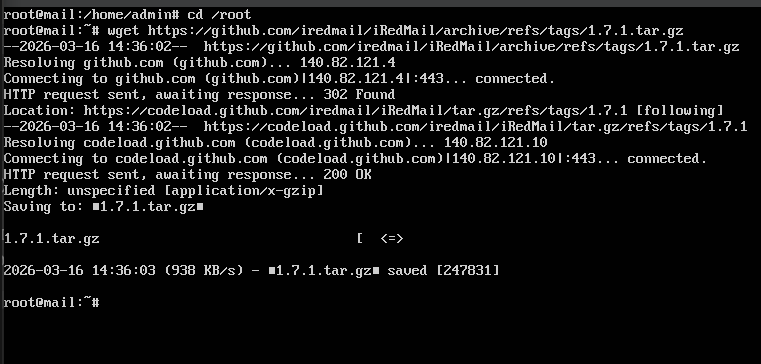 root@mail:/home/admin# cd /root
root@mail:~# wget https://github.com/iredmail/iRedMail/archive/refs/tags/1.7.1.tar.gz
--2026-03-16 14:36:02--  https://github.com/iredmail/iRedMail/archive/refs/tags/1.7.1.tar.gz
Resolving github.com (github.com)... 140.82.121.4
Connecting to github.com (github.com)|140.82.121.4|:443... connected.
HTTP request sent, awaiting response... 302 Found
Location: https://codeload.github.com/iredmail/iRedMail/tar.gz/refs/tags/1.7.1 [following]
--2026-03-16 14:36:02--  https://codeload.github.com/iredmail/iRedMail/tar.gz/refs/tags/1.7.1
Resolving codeload.github.com (codeload.github.com)... 140.82.121.10
Connecting to codeload.github.com (codeload.github.com)|140.82.121.10|:443... connected.
HTTP request sent, awaiting response... 200 OK
Length: unspecified [application/x-gzip]
Saving to: ■1.7.1.tar.gz■
1.7.1.tar.gz                                [  <=>
2026-03-16 14:36:03 (938 KB/s) - ■1.7.1.tar.gz■ saved [247831]
root@mail:~#